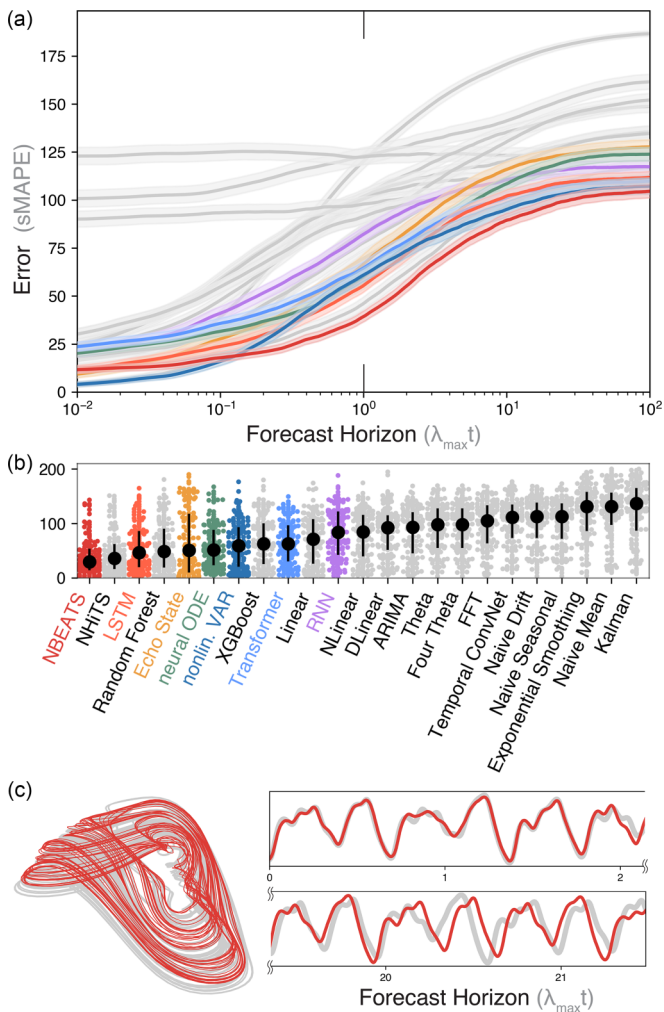 (a)
175
150
125
100
75
50
25
0
Error (sMAPE)
10⁻² 10⁻¹ 10⁰ 10¹ 10²
Forecast Horizon (λmaxt)
(b)
200
100
0
NBEATS
NHiTS
LSTM
Random Forest
Echo State
neural ODE
nonlin. VAR
XGBoost
Transformer
Linear
RNN
NLinear
DLinear
ARIMA
Theta
Four Theta
FFT
Temporal ConvNet
Naive Drift
Naive Seasonal
Exponential Smoothing
Naive Mean
Kalman
(c)
0 1 2
20 21
Forecast Horizon (λmaxt)